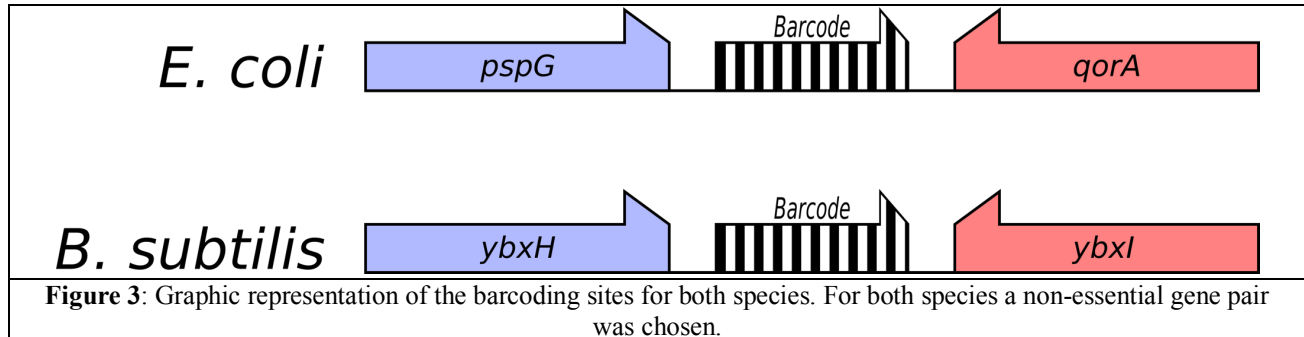 Barcode
E. coli pspG qorA
Barcode
B. subtilis ybxH ybxI
Figure 3: Graphic representation of the barcoding sites for both species. For both species a non-essential gene pair
was chosen.